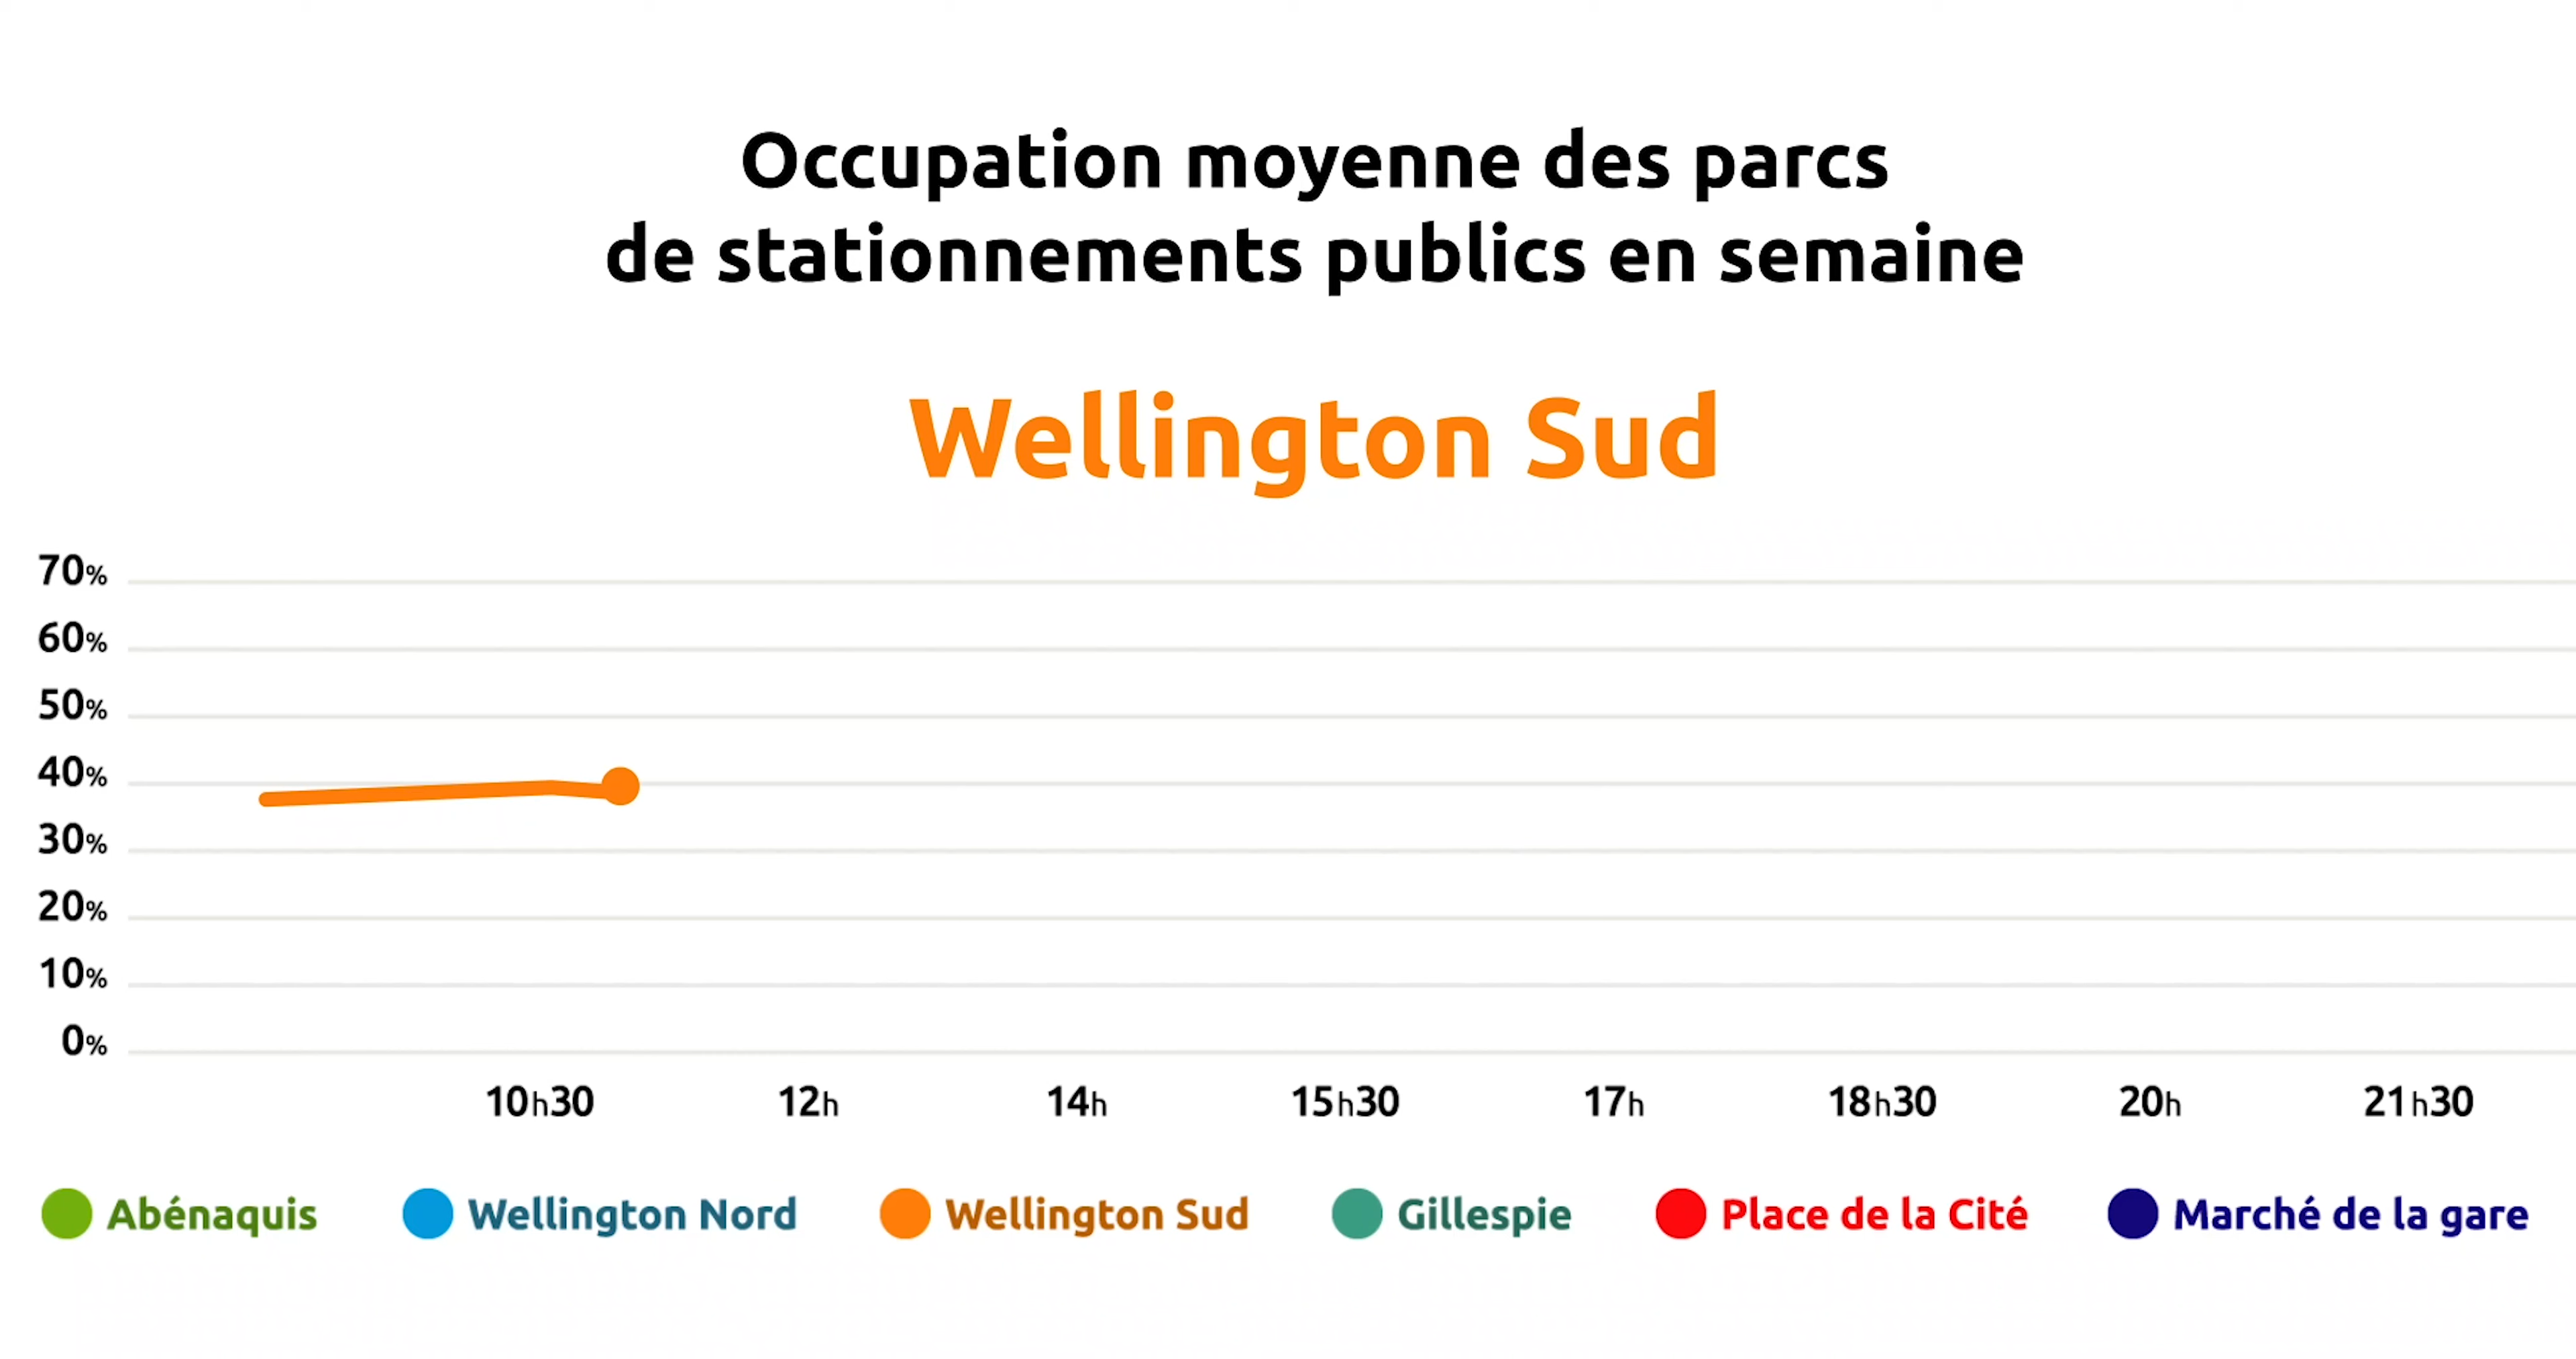 Occupation moyenne des parcs
de stationnements publics en semaine
Wellington Sud
70%
60%
50%
40%
30%
20%
10%
0%
10h30 12h 14h 15h30 17h 18h30 20h 21h30
Abénaquis Wellington Nord Wellington Sud Gillespie Place de la Cité Marché de la gare